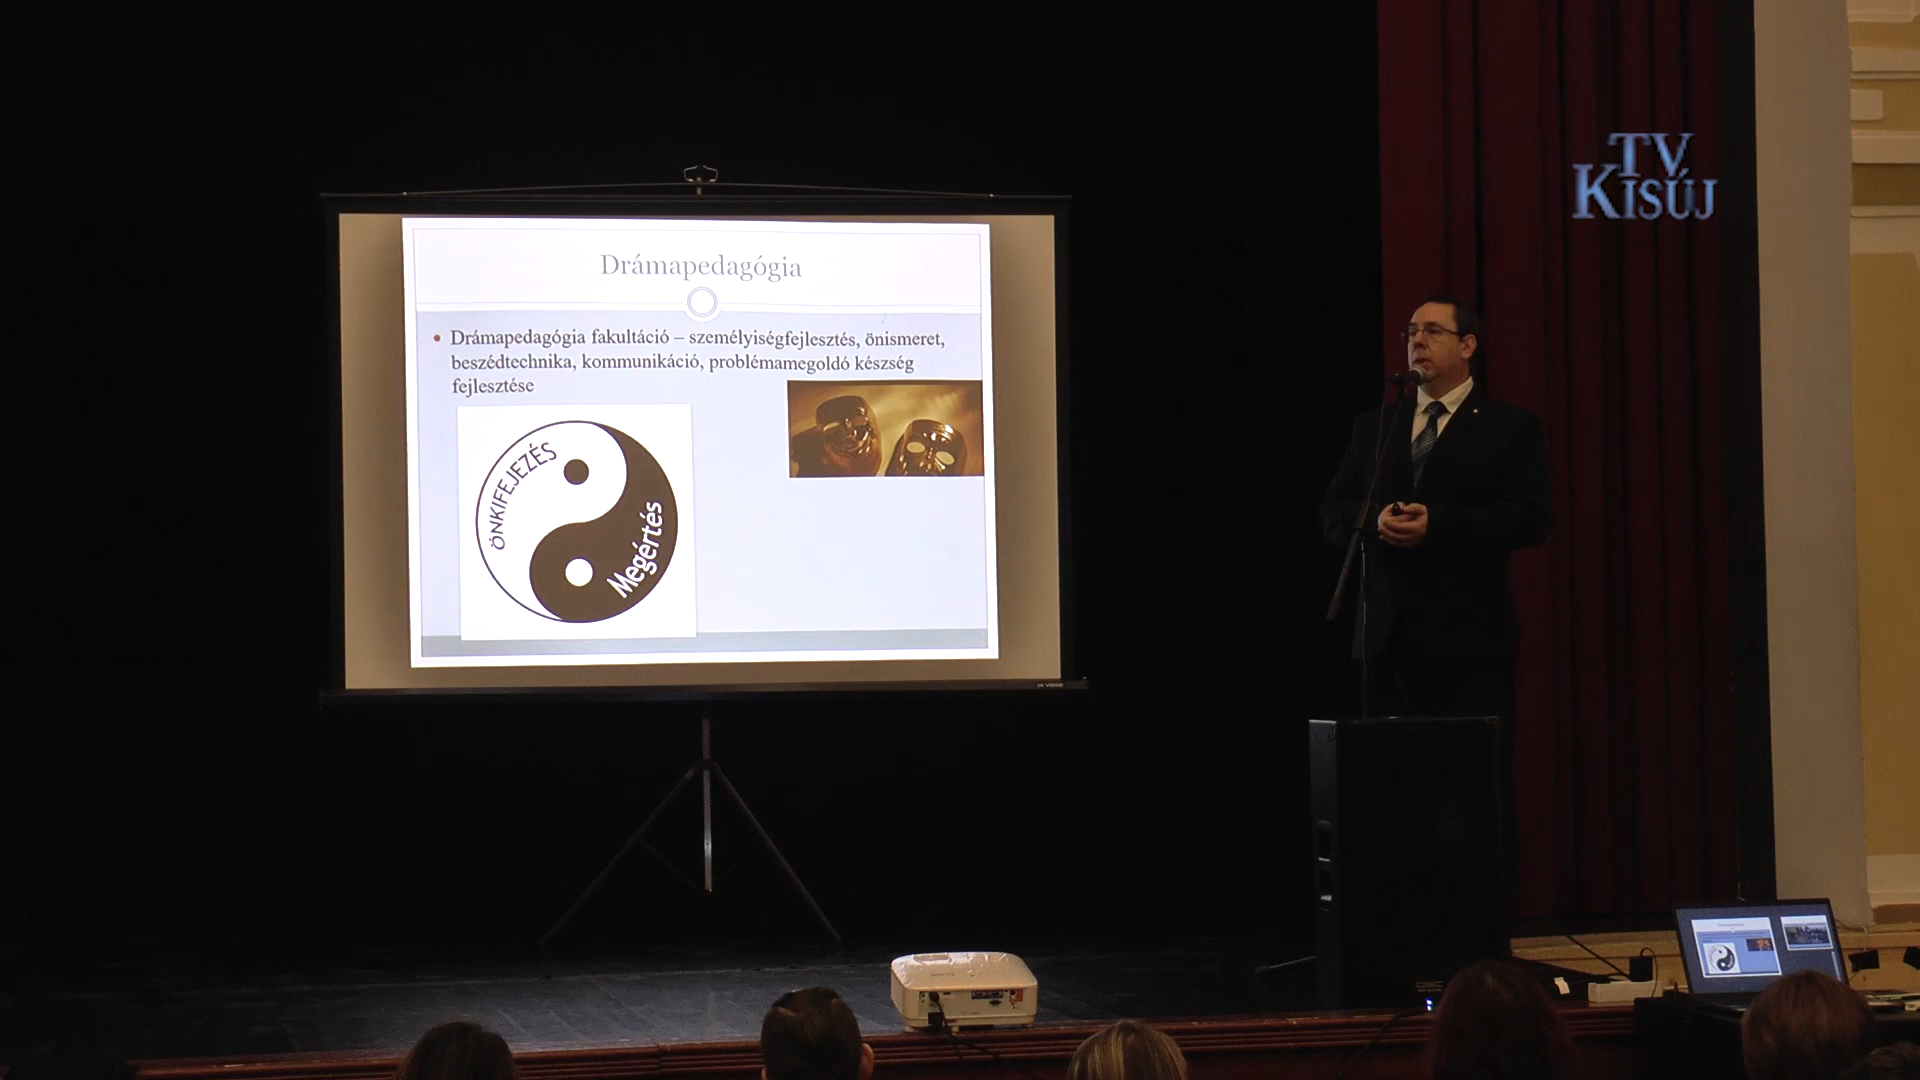 TV
KISÚJ
Drámapedagógia
• Drámapedagógia fakultáció – személyiségfejlesztés, önismeret,
beszédtechnika, kommunikáció, problémamegoldó készség
fejlesztése
ÖNKIFEJEZÉS
Megértés